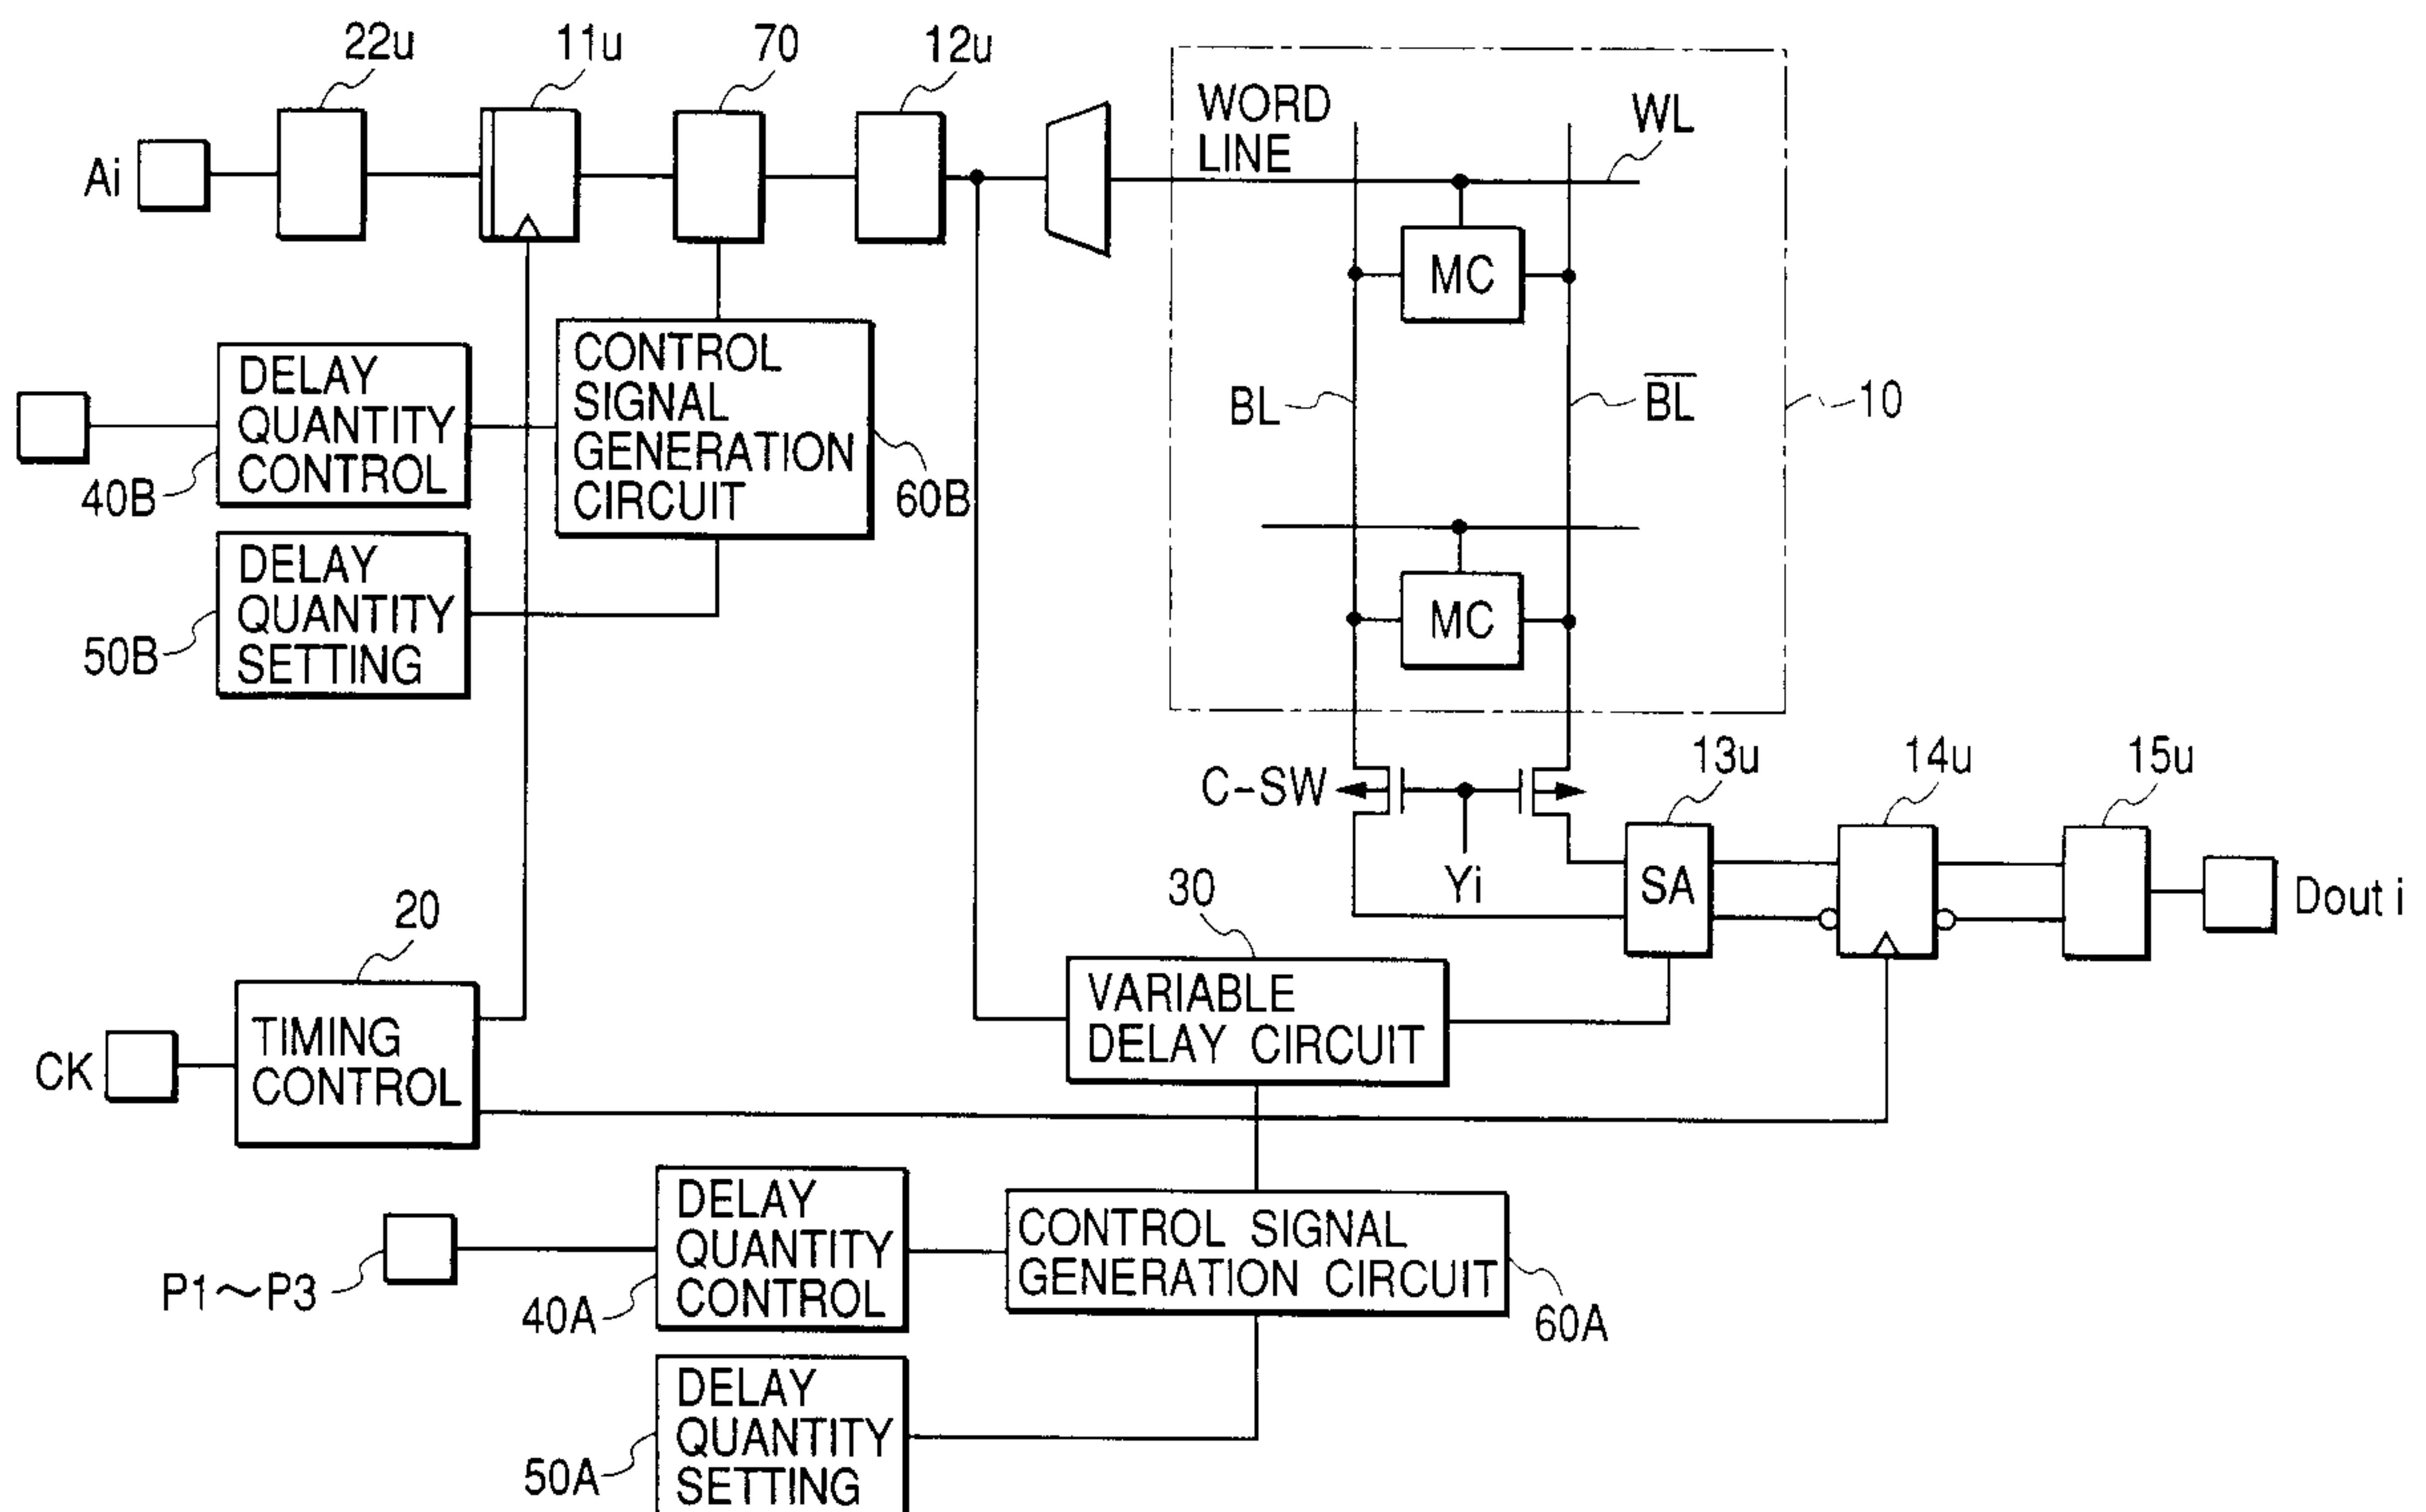 22u
11u
70
12u
WORD
LINE
WL
Ai
MC
CONTROL
SIGNAL
GENERATION
CIRCUIT
DELAY
QUANTITY
CONTROL
40B
60B
BL
BL
10
DELAY
QUANTITY
SETTING
50B
MC
C-SW
Yi
13u
14u
15u
SA
Dout i
30
20
VARIABLE
DELAY CIRCUIT
CK
TIMING
CONTROL
DELAY
QUANTITY
CONTROL
40A
P1~P3
CONTROL SIGNAL
GENERATION CIRCUIT
60A
DELAY
QUANTITY
SETTING
50A